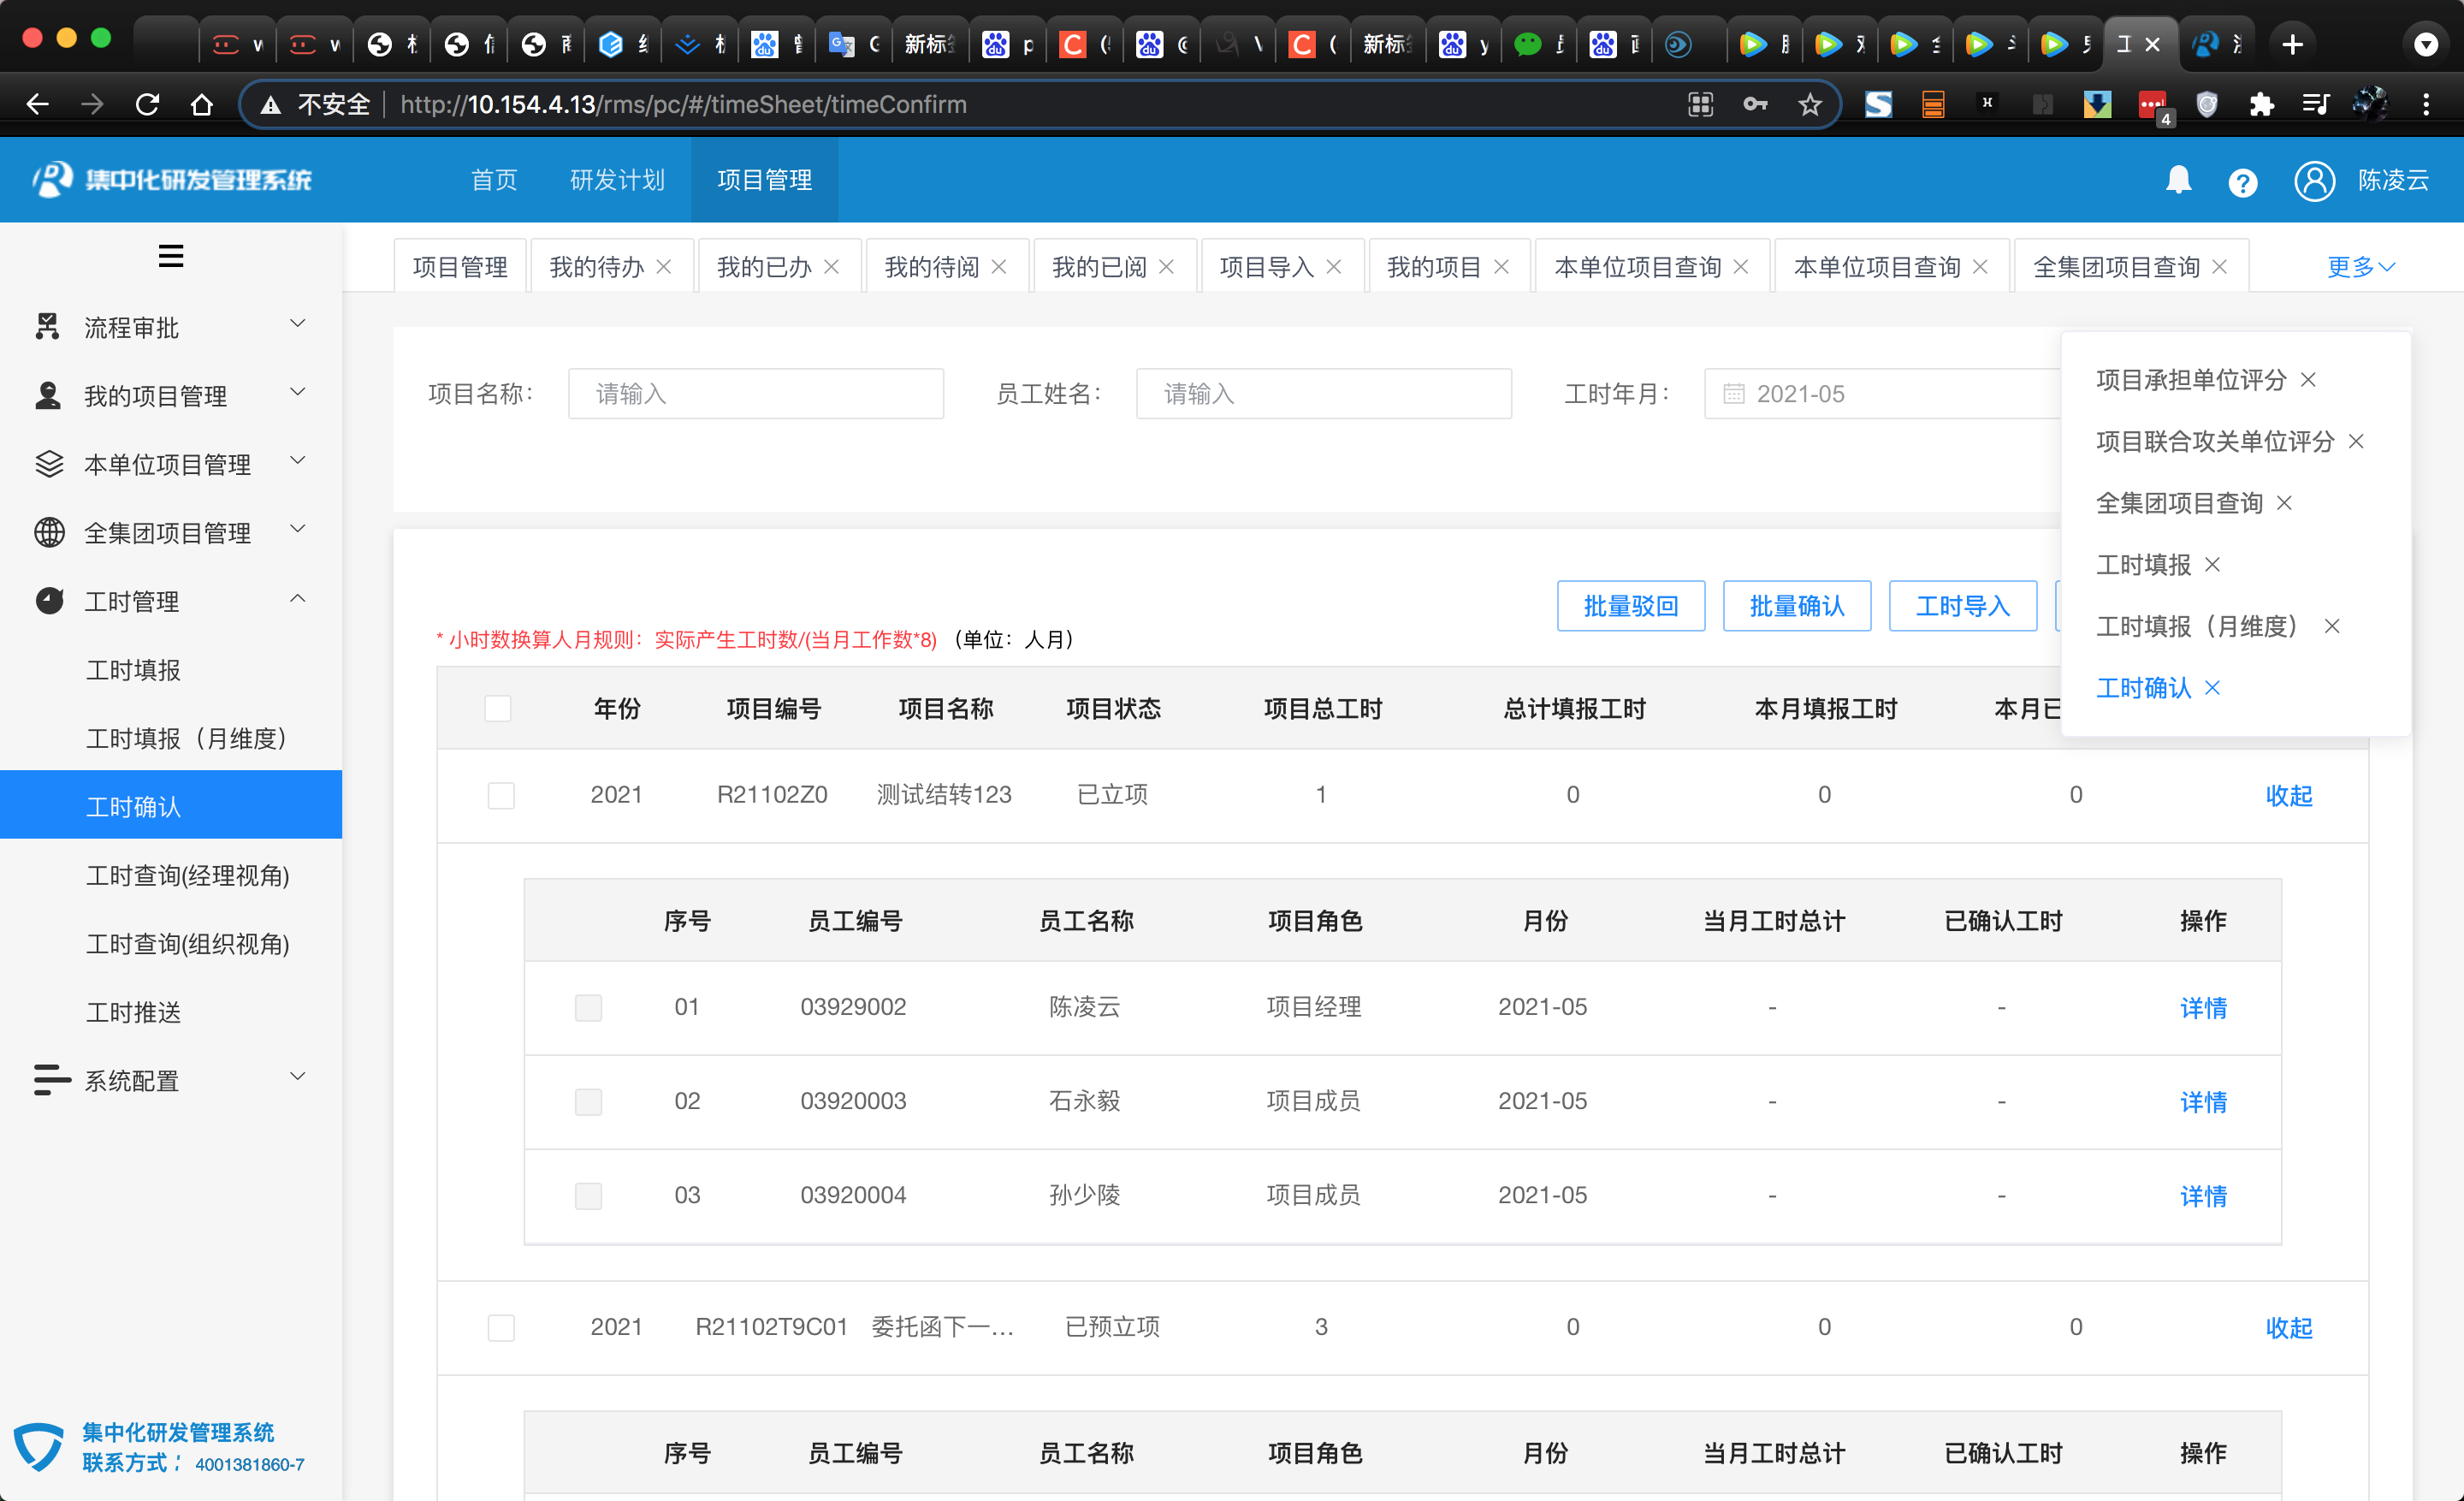 新标签
新标签
不安全 http://10.154.4.13/rms/pc/#/timeSheet/timeConfirm
4
集中化研发管理系统 首页 研发计划 项目管理 陈凌云
项目管理 我的待办 我的已办 我的待阅 我的已阅 项目导入 我的项目 本单位项目查询 本单位项目查询 全集团项目查询 更多
流程审批
我的项目管理
本单位项目管理
全集团项目管理
工时管理
工时填报
工时填报（月维度）
工时确认
工时查询(经理视角)
工时查询(组织视角)
工时推送
系统配置
集中化研发管理系统
联系方式： 4001381860-7
项目名称： 请输入 员工姓名： 请输入 工时年月： 2021-05
项目承担单位评分
项目联合攻关单位评分
全集团项目查询
工时填报
工时填报（月维度）
工时确认
批量驳回 批量确认 工时导入
* 小时数换算人月规则：实际产生工时数/(当月工作数*8) （单位：人月）
年份 项目编号 项目名称 项目状态 项目总工时 总计填报工时 本月填报工时 本月已
2021 R21102Z0 测试结转123 已立项 1 0 0 0 收起
序号 员工编号 员工名称 项目角色 月份 当月工时总计 已确认工时 操作
01 03929002 陈凌云 项目经理 2021-05 - - 详情
02 03920003 石永毅 项目成员 2021-05 - - 详情
03 03920004 孙少陵 项目成员 2021-05 - - 详情
2021 R21102T9C01 委托函下一... 已预立项 3 0 0 0 收起
序号 员工编号 员工名称 项目角色 月份 当月工时总计 已确认工时 操作